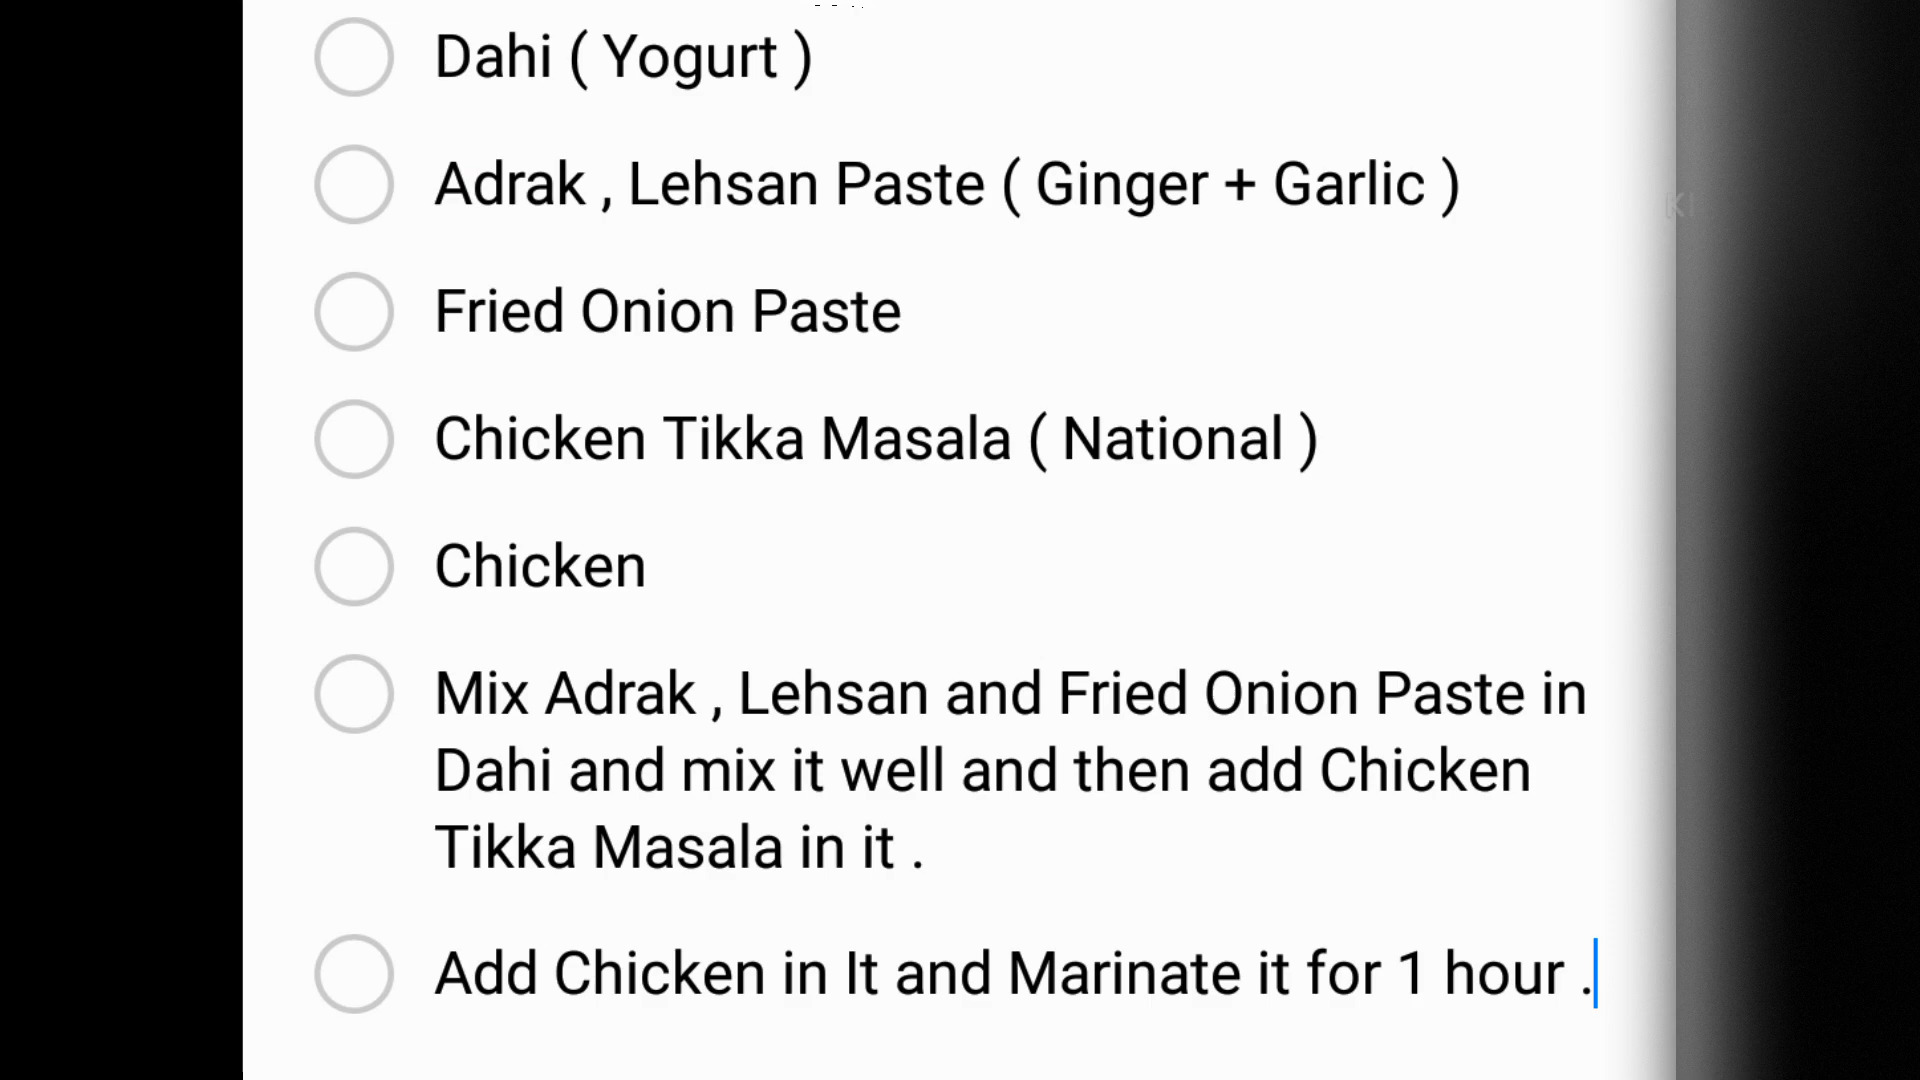 Dahi ( Yogurt )
Adrak , Lehsan Paste ( Ginger + Garlic )
Fried Onion Paste
Chicken Tikka Masala ( National )
Chicken
Mix Adrak , Lehsan and Fried Onion Paste in
Dahi and mix it well and then add Chicken
Tikka Masala in it .
Add Chicken in It and Marinate it for 1 hour .